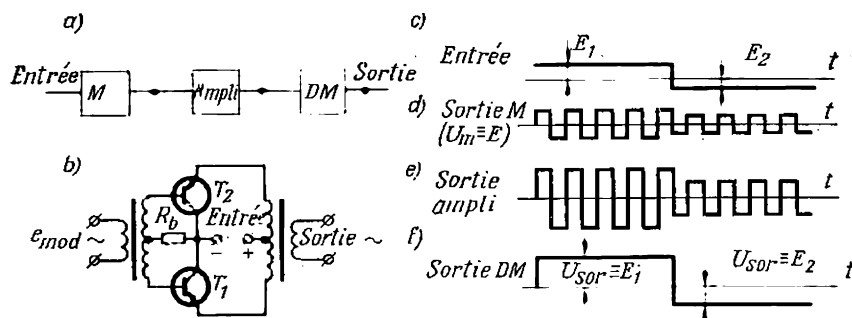 a)
Entrée
M
Ampli
DM
Sortie
b)
T2
Rb
Entrée
emod ~
- +
Sortie ~
T1
c)
Entrée
E1
E2
t
d)
Sortie M
(Um≡E)
t
e)
Sortie
ampli
t
f)
Sortie DM
Usor≡E1
Usor≡E2
t